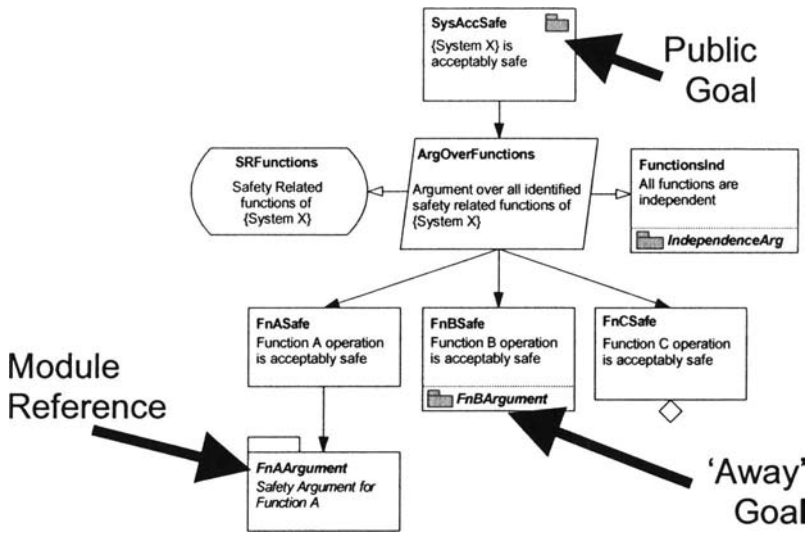 SysAccSafe
{System X} is
acceptably safe
Public
Goal
SRFunctions
Safety Related
functions of
{System X}
ArgOverFunctions
Argument over all identified
safety related functions of
{System X}
FunctionsInd
All functions are
independent
IndependenceArg
FnASafe
Function A operation
is acceptably safe
FnBSafe
Function B operation
is acceptably safe
FnBArgument
FnCSafe
Function C operation
is acceptably safe
Module
Reference
FnAArgument
Safety Argument for
Function A
‘Away’
Goal